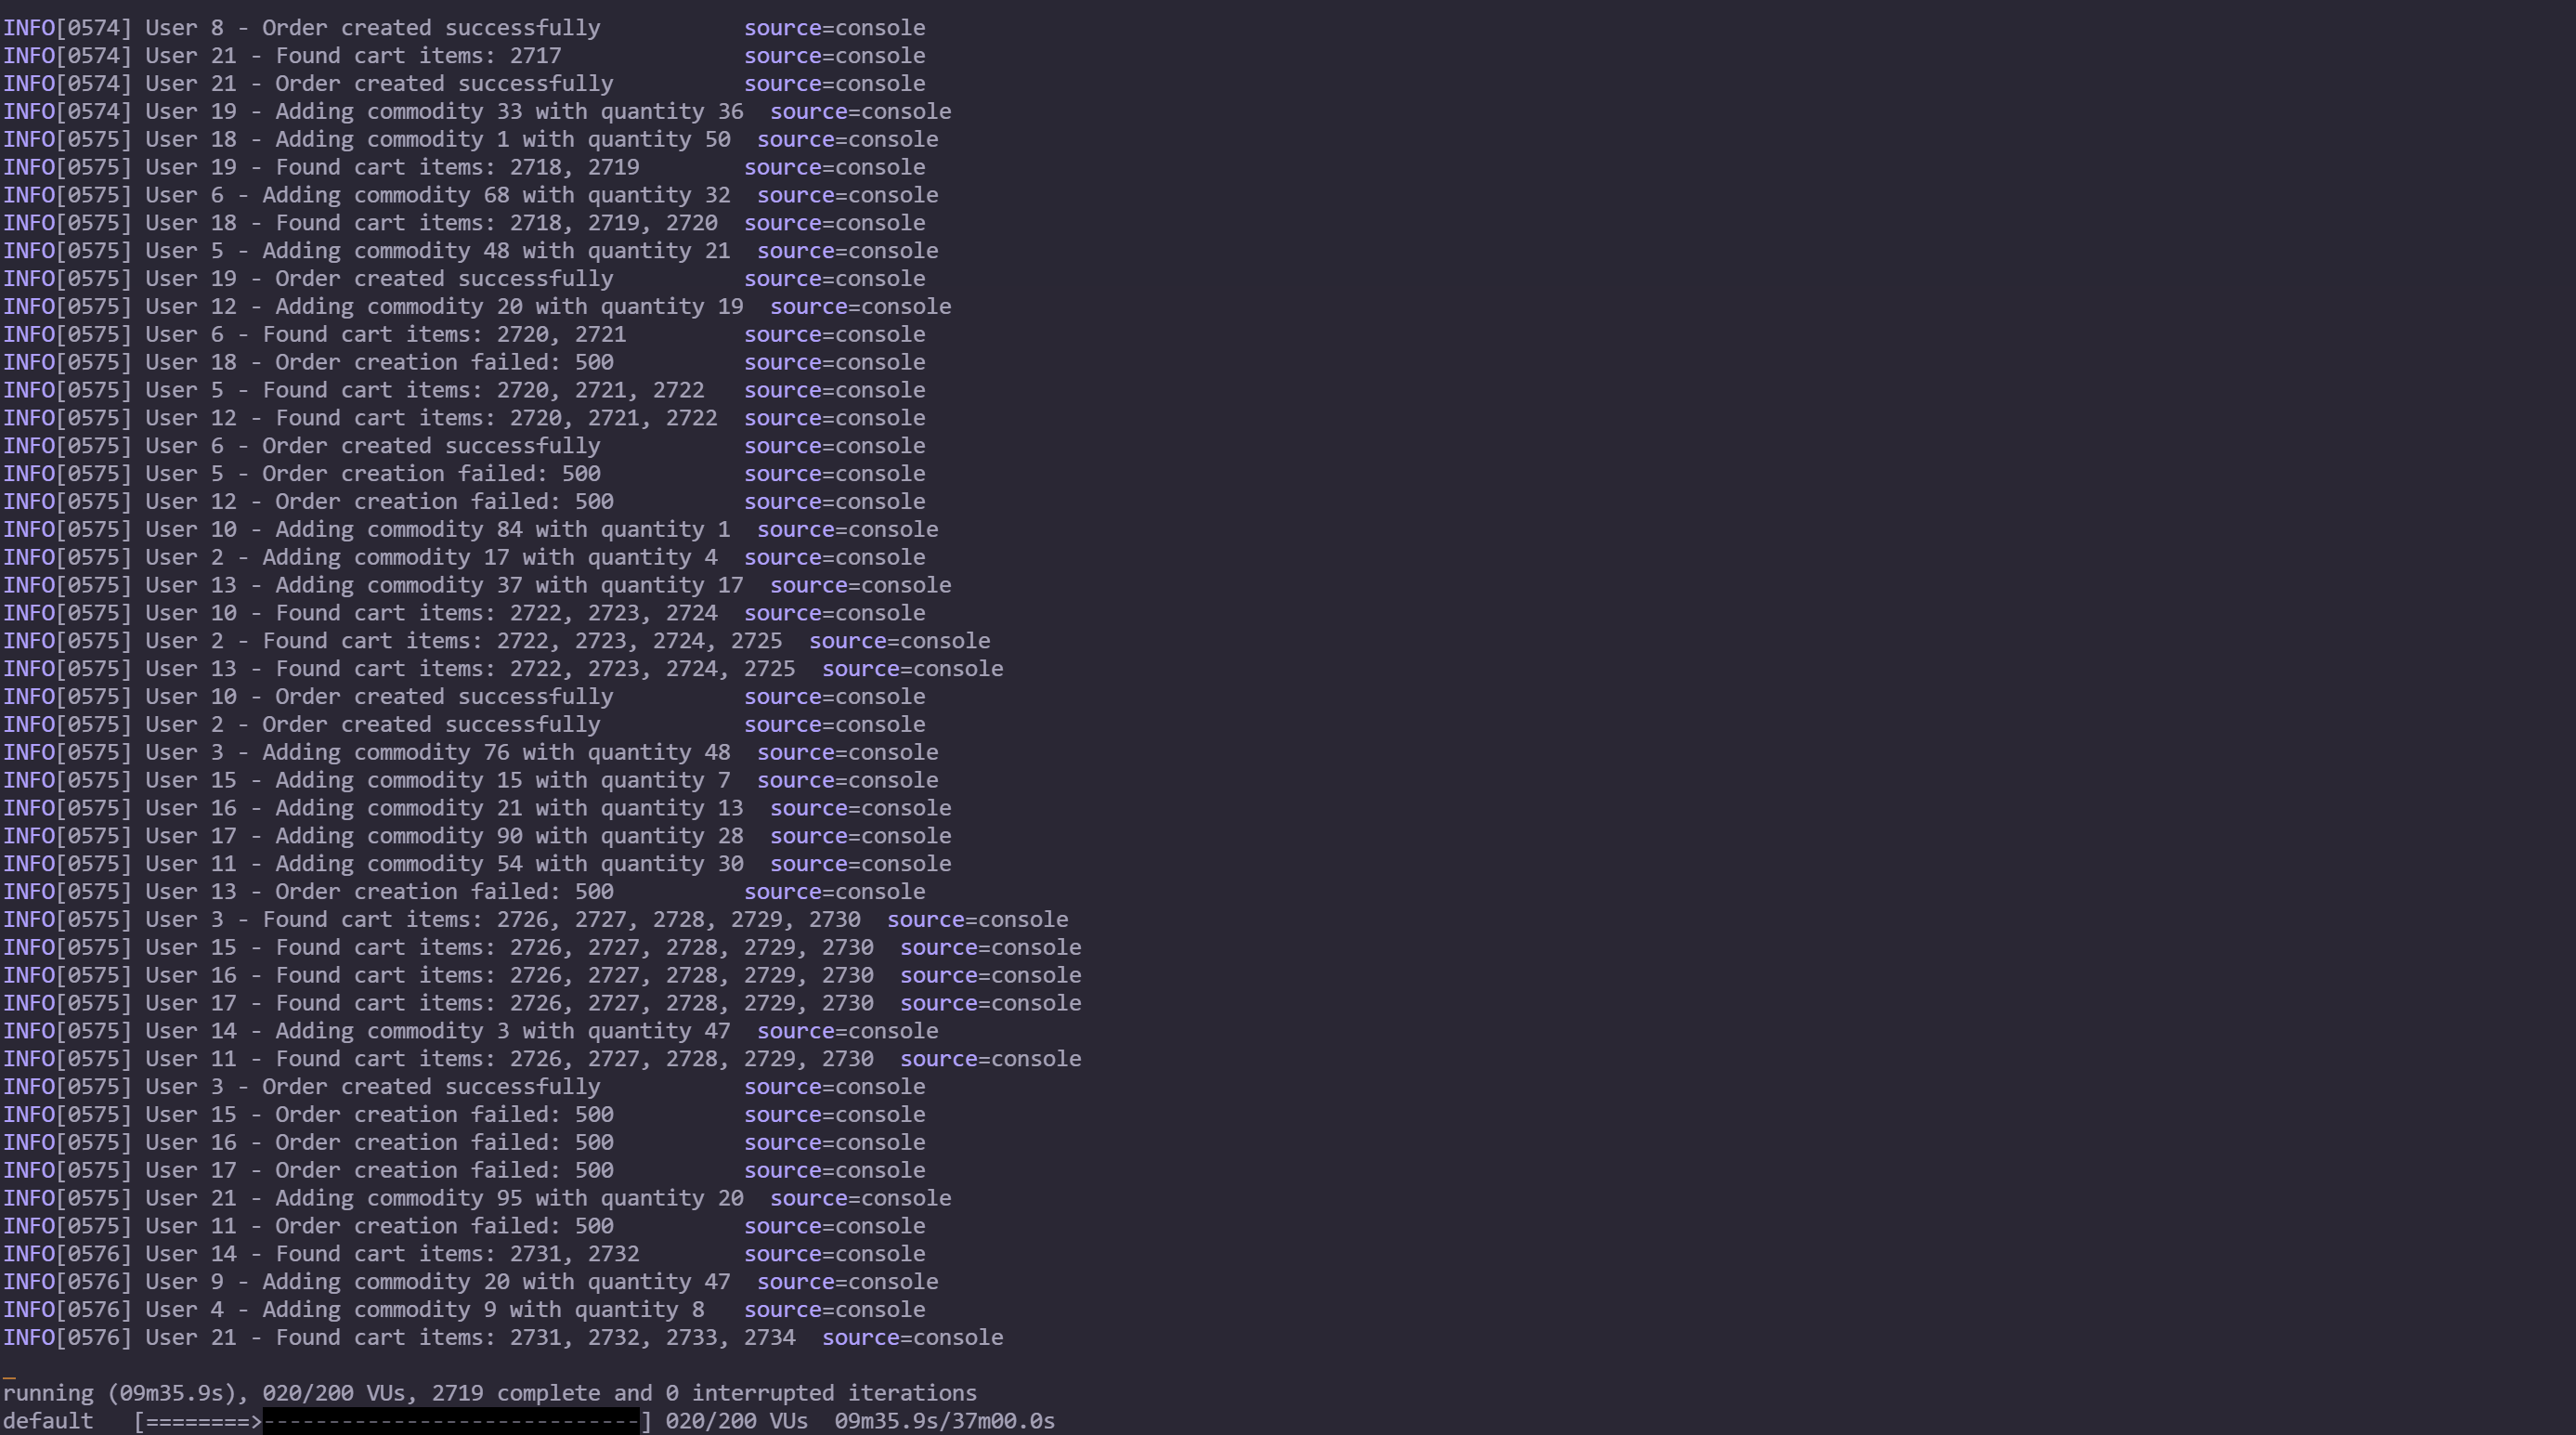 INFO[0574] User 8 - Order created successfully source=console
INFO[0574] User 21 - Found cart items: 2717 source=console
INFO[0574] User 21 - Order created successfully source=console
INFO[0574] User 19 - Adding commodity 33 with quantity 36 source=console
INFO[0575] User 18 - Adding commodity 1 with quantity 50 source=console
INFO[0575] User 19 - Found cart items: 2718, 2719 source=console
INFO[0575] User 6 - Adding commodity 68 with quantity 32 source=console
INFO[0575] User 18 - Found cart items: 2718, 2719, 2720 source=console
INFO[0575] User 5 - Adding commodity 48 with quantity 21 source=console
INFO[0575] User 19 - Order created successfully source=console
INFO[0575] User 12 - Adding commodity 20 with quantity 19 source=console
INFO[0575] User 6 - Found cart items: 2720, 2721 source=console
INFO[0575] User 18 - Order creation failed: 500 source=console
INFO[0575] User 5 - Found cart items: 2720, 2721, 2722 source=console
INFO[0575] User 12 - Found cart items: 2720, 2721, 2722 source=console
INFO[0575] User 6 - Order created successfully source=console
INFO[0575] User 5 - Order creation failed: 500 source=console
INFO[0575] User 12 - Order creation failed: 500 source=console
INFO[0575] User 10 - Adding commodity 84 with quantity 1 source=console
INFO[0575] User 2 - Adding commodity 17 with quantity 4 source=console
INFO[0575] User 13 - Adding commodity 37 with quantity 17 source=console
INFO[0575] User 10 - Found cart items: 2722, 2723, 2724 source=console
INFO[0575] User 2 - Found cart items: 2722, 2723, 2724, 2725 source=console
INFO[0575] User 13 - Found cart items: 2722, 2723, 2724, 2725 source=console
INFO[0575] User 10 - Order created successfully source=console
INFO[0575] User 2 - Order created successfully source=console
INFO[0575] User 3 - Adding commodity 76 with quantity 48 source=console
INFO[0575] User 15 - Adding commodity 15 with quantity 7 source=console
INFO[0575] User 16 - Adding commodity 21 with quantity 13 source=console
INFO[0575] User 17 - Adding commodity 90 with quantity 28 source=console
INFO[0575] User 11 - Adding commodity 54 with quantity 30 source=console
INFO[0575] User 13 - Order creation failed: 500 source=console
INFO[0575] User 3 - Found cart items: 2726, 2727, 2728, 2729, 2730 source=console
INFO[0575] User 15 - Found cart items: 2726, 2727, 2728, 2729, 2730 source=console
INFO[0575] User 16 - Found cart items: 2726, 2727, 2728, 2729, 2730 source=console
INFO[0575] User 17 - Found cart items: 2726, 2727, 2728, 2729, 2730 source=console
INFO[0575] User 14 - Adding commodity 3 with quantity 47 source=console
INFO[0575] User 11 - Found cart items: 2726, 2727, 2728, 2729, 2730 source=console
INFO[0575] User 3 - Order created successfully source=console
INFO[0575] User 15 - Order creation failed: 500 source=console
INFO[0575] User 16 - Order creation failed: 500 source=console
INFO[0575] User 17 - Order creation failed: 500 source=console
INFO[0575] User 21 - Adding commodity 95 with quantity 20 source=console
INFO[0575] User 11 - Order creation failed: 500 source=console
INFO[0576] User 14 - Found cart items: 2731, 2732 source=console
INFO[0576] User 9 - Adding commodity 20 with quantity 47 source=console
INFO[0576] User 4 - Adding commodity 9 with quantity 8 source=console
INFO[0576] User 21 - Found cart items: 2731, 2732, 2733, 2734 source=console
running (09m35.9s), 020/200 VUs, 2719 complete and 0 interrupted iterations
default [========>-----------------------------] 020/200 VUs 09m35.9s/37m00.0s